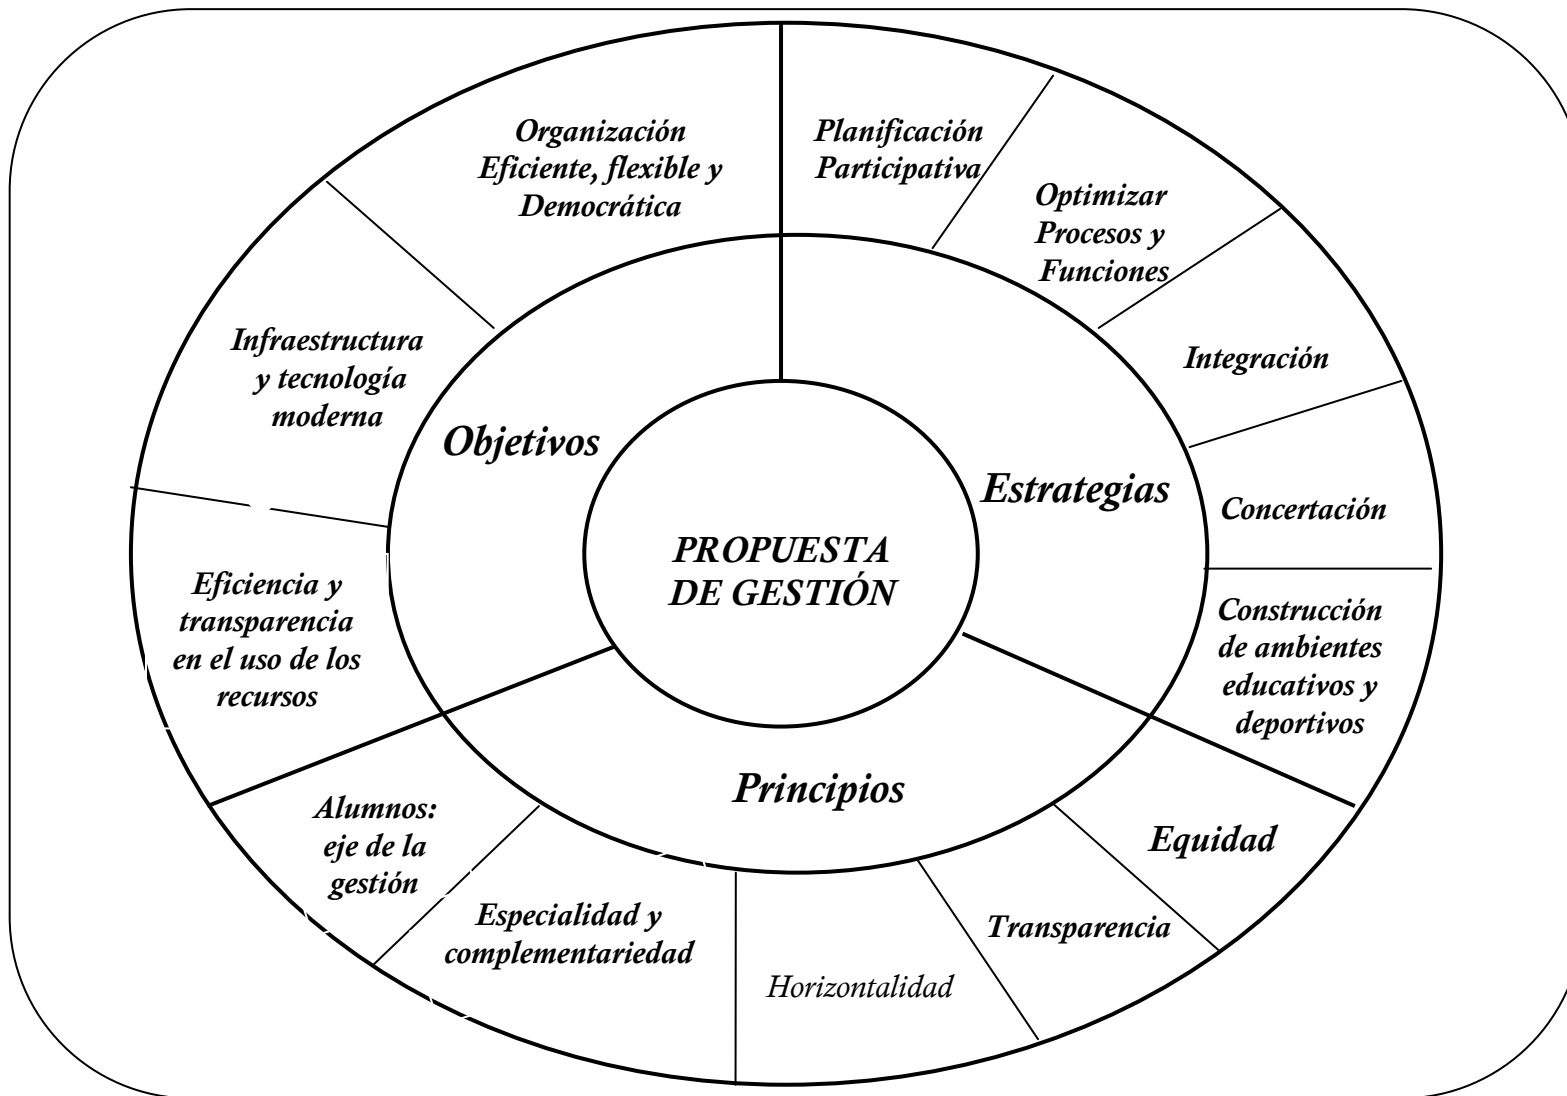 Organización
Eficiente, flexible y
Democrática
Planificación
Participativa
Optimizar
Procesos y
Funciones
Integración
Concertación
Construcción
de ambientes
educativos y
deportivos
Infraestructura
y tecnología
moderna
Eficiencia y
transparencia
en el uso de los
recursos
Objetivos
Estrategias
PROPUESTA
DE GESTIÓN
Principios
Alumnos:
eje de la
gestión
Especialidad y
complementariedad
Horizontalidad
Transparencia
Equidad